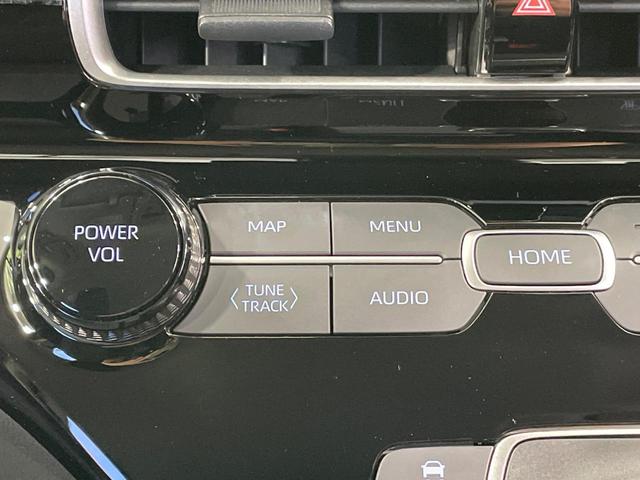 POWER
VOL
MAP
MENU
HOME
〈 TUNE
TRACK 〉
AUDIO